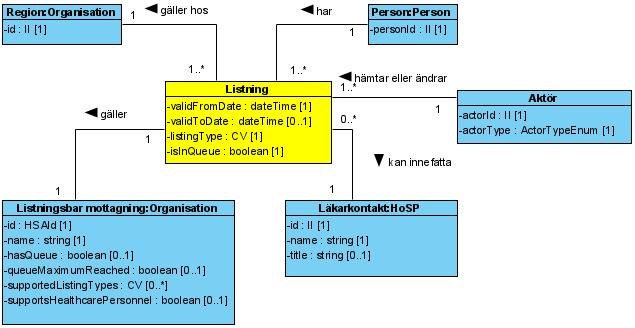 Region:Organisation
-id : II [1]
1
gäller hos
1..*
har
Person:Person
-personId : II [1]
1
1..*
Listning
-validFromDate : dateTime [1]
-validToDate : dateTime [0..1]
-listingType : CV [1]
-isInQueue : boolean [1]
hämtar eller ändrar
1..*
1
Aktör
-actorId : II [1]
-actorType : ActorTypeEnum [1]
gäller
1
1
0..*
kan innefatta
1
Listningsbar mottagning:Organisation
-id : HSAId [1]
-name : string [1]
-hasQueue : boolean [0..1]
-queueMaximumReached : boolean [0..1]
-supportedListingTypes : CV [0..*]
-supportsHealthcarePersonnel : boolean [0..1]
Läkarkontakt:HoSP
-id : II [1]
-name : string [1]
-title : string [0..1]